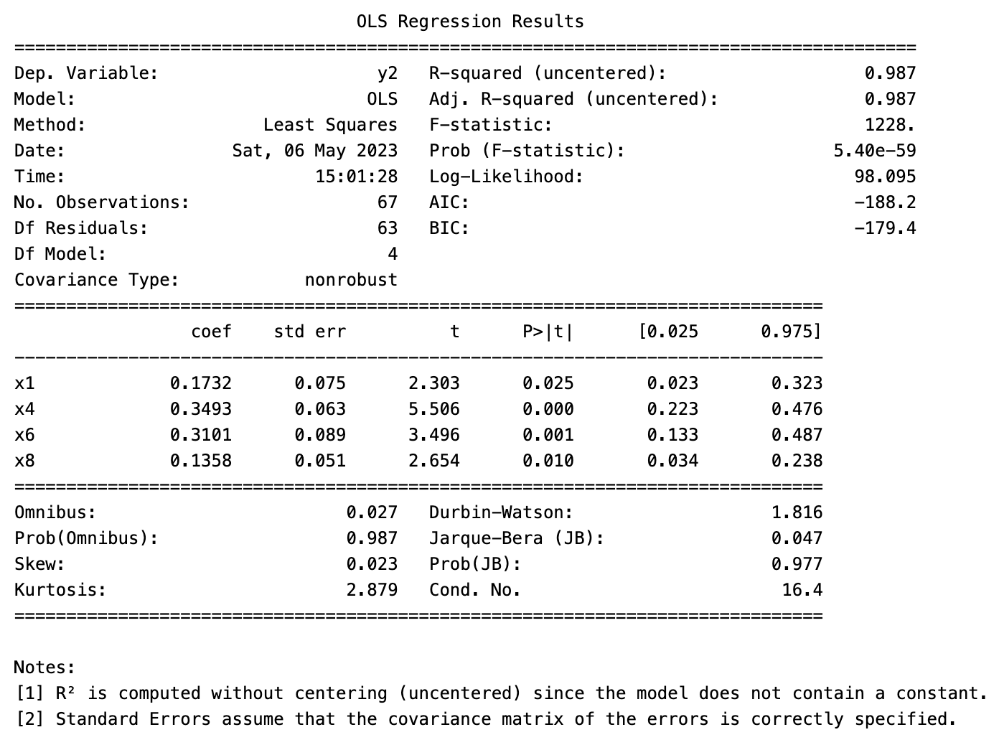 OLS Regression Results
=======================================================================================
Dep. Variable: y2 R-squared (uncentered): 0.987
Model: OLS Adj. R-squared (uncentered): 0.987
Method: Least Squares F-statistic: 1228.
Date: Sat, 06 May 2023 Prob (F-statistic): 5.40e-59
Time: 15:01:28 Log-Likelihood: 98.095
No. Observations: 67 AIC: -188.2
Df Residuals: 63 BIC: -179.4
Df Model: 4
Covariance Type: nonrobust
==============================================================================
coef std err t P>|t| [0.025 0.975]
------------------------------------------------------------------------------
x1 0.1732 0.075 2.303 0.025 0.023 0.323
x4 0.3493 0.063 5.506 0.000 0.223 0.476
x6 0.3101 0.089 3.496 0.001 0.133 0.487
x8 0.1358 0.051 2.654 0.010 0.034 0.238
==============================================================================
Omnibus: 0.027 Durbin-Watson: 1.816
Prob(Omnibus): 0.987 Jarque-Bera (JB): 0.047
Skew: 0.023 Prob(JB): 0.977
Kurtosis: 2.879 Cond. No. 16.4
==============================================================================
Notes:
[1] R² is computed without centering (uncentered) since the model does not contain a constant.
[2] Standard Errors assume that the covariance matrix of the errors is correctly specified.